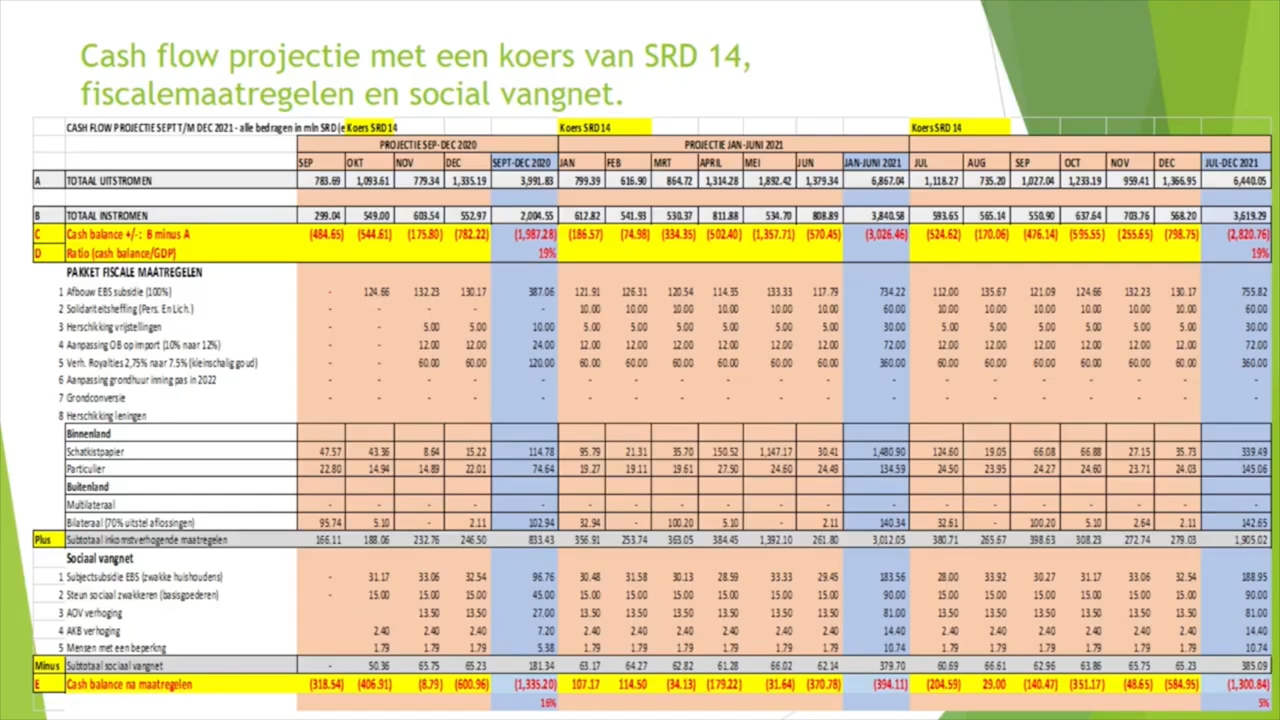 Cash flow projectie met een koers van SRD 14,
fiscalemaatregelen en social vangnet.
CASH FLOW PROJECTIE SEPT T/M DEC 2021 - alle bedragen in mln SRD (e Koers SRD 14 Koers SRD 14 Koers SRD 14
PROJECTIE SEP-DEC 2020 PROJECTIE JAN-JUNI 2021
SEP OKT NOV DEC SEPT-DEC 2020 JAN FEB MRT APRIL MEI JUN JAN-JUNI 2021 JUL AUG SEP OCT NOV DEC JUL-DEC 2021
A TOTAAL UITSTROMEN 783.69 1,093.61 779.34 1,335.19 3,991.83 799.39 616.90 864.72 1,314.28 1,892.42 1,379.34 6,867.04 1,118.27 735.20 1,027.04 1,233.19 959.41 1,366.95 6,440.05
B TOTAAL INSTROMEN 299.04 549.00 603.54 552.97 2,004.55 612.82 541.93 530.37 811.88 534.70 808.89 3,840.58 593.65 565.14 550.90 637.64 703.76 568.20 3,619.29
C Cash balance +/-: B minus A (484.65) (544.61) (175.80) (782.22) (1,987.28) (186.57) (74.98) (334.35) (502.40) (1,357.71) (570.45) (3,026.46) (524.62) (170.06) (476.14) (595.55) (255.65) (798.75) (2,820.76)
D Ratio (cash balance/GDP) 19% 19%
PAKKET FISCALE MAATREGELEN
1 Afbouw EBS subsidie (100%) - 124.66 132.23 130.17 387.06 121.91 126.31 120.54 114.35 133.33 117.79 734.22 112.00 135.67 121.09 124.66 132.23 130.17 755.82
2 Solidariteitsheffing (Pers. En Lich.) - - - - - 10.00 10.00 10.00 10.00 10.00 10.00 60.00 10.00 10.00 10.00 10.00 10.00 10.00 60.00
3 Herschikking vrijstellingen - - 5.00 5.00 10.00 5.00 5.00 5.00 5.00 5.00 5.00 30.00 5.00 5.00 5.00 5.00 5.00 5.00 30.00
4 Aanpassing OB op import (10% naar 12%) - - 12.00 12.00 24.00 12.00 12.00 12.00 12.00 12.00 12.00 72.00 12.00 12.00 12.00 12.00 12.00 12.00 72.00
5 Verh. Royalties 2,75% naar 7.5% (kleinschalig goud) - - 60.00 60.00 120.00 60.00 60.00 60.00 60.00 60.00 60.00 360.00 60.00 60.00 60.00 60.00 60.00 60.00 360.00
6 Aanpassing grondhuur inning pas in 2022 - - - - - - - - - - - - - - - - - - -
7 Grondconversie - - - - - - - - - - - - - - - - - - -
8 Herschikking leningen
Binnenland
Schatkistpapier 47.57 43.36 8.64 15.22 114.78 95.79 21.31 35.70 150.52 1,147.17 30.41 1,480.90 124.60 19.05 66.08 66.88 27.15 35.73 339.49
Particulier 22.80 14.94 14.89 22.01 74.64 19.27 19.11 19.61 27.50 24.60 24.49 134.59 24.50 23.95 24.27 24.60 23.71 24.03 145.06
Buitenland
Multilateraal - - - - - - - - - - - - - - - - - - -
Bilateraal (70% uitstel aflossingen) 95.74 5.10 - 2.11 102.94 32.94 - 100.20 5.10 - 2.11 140.34 32.61 - 100.20 5.10 2.64 2.11 142.65
Plus Subtotaal inkomstverhogende maatregelen 166.11 188.06 232.76 246.50 833.43 356.91 253.74 363.05 384.45 1,392.10 261.80 3,012.05 380.71 265.67 398.63 308.23 272.74 279.03 1,905.02
Sociaal vangnet
1 Subjectsubsidie EBS (zwakke huishoudens) - 31.17 33.06 32.54 96.76 30.48 31.58 30.13 28.59 33.33 29.45 183.56 28.00 33.92 30.27 31.17 33.06 32.54 188.95
2 Steun sociaal zwakkeren (basisgoederen) - 15.00 15.00 15.00 45.00 15.00 15.00 15.00 15.00 15.00 15.00 90.00 15.00 15.00 15.00 15.00 15.00 15.00 90.00
3 AOV verhoging 13.50 13.50 27.00 13.50 13.50 13.50 13.50 13.50 13.50 81.00 13.50 13.50 13.50 13.50 13.50 13.50 81.00
4 AKB verhoging 2.40 2.40 2.40 7.20 2.40 2.40 2.40 2.40 2.40 2.40 14.40 2.40 2.40 2.40 2.40 2.40 2.40 14.40
5 Mensen met een beperkng 1.79 1.79 1.79 5.38 1.79 1.79 1.79 1.79 1.79 1.79 10.74 1.79 1.79 1.79 1.79 1.79 1.79 10.74
Minus Subtotaal sociaal vangnet - 50.36 65.75 65.23 181.34 63.17 64.27 62.82 61.28 66.02 62.14 379.70 60.69 66.61 62.96 63.86 65.75 65.23 385.09
E Cash balance na maatregelen (318.54) (406.91) (8.79) (600.96) (1,335.20) 107.17 114.50 (34.13) (179.22) (31.64) (370.78) (394.11) (204.59) 29.00 (140.47) (351.17) (48.65) (584.95) (1,300.84)
16% 5%